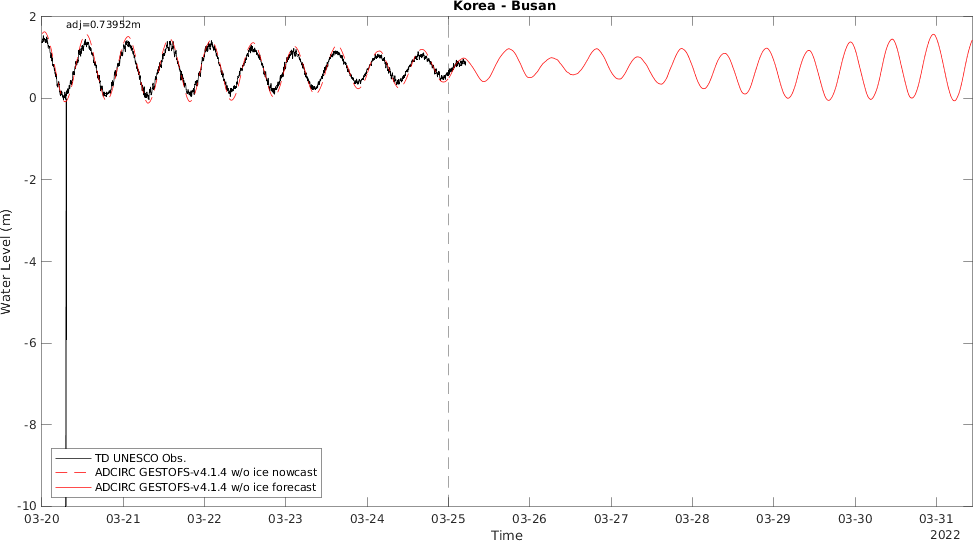 Korea - Busan
adj=0.73952m
2
0
-2
-4
-6
-8
-10
Water Level (m)
TD UNESCO Obs.
ADCIRC GESTOFS-v4.1.4 w/o ice nowcast
ADCIRC GESTOFS-v4.1.4 w/o ice forecast
03-20 03-21 03-22 03-23 03-24 03-25 03-26 03-27 03-28 03-29 03-30 03-31
Time
2022